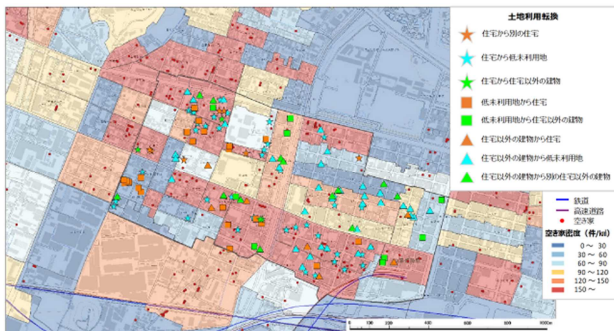 土地利用転換
住宅から別の住宅
住宅から低未利用地
住宅から住宅以外の建物
低未利用地から住宅
低未利用地から住宅以外の建物
住宅以外の建物から住宅
住宅以外の建物から低未利用地
住宅以外の建物から別の住宅以外の建物
鉄道
高速道路
空き家
空き家密度（件/k㎡）
0 ～ 30
30 ～ 60
60 ～ 90
90 ～ 120
120 ～ 150
150 ～